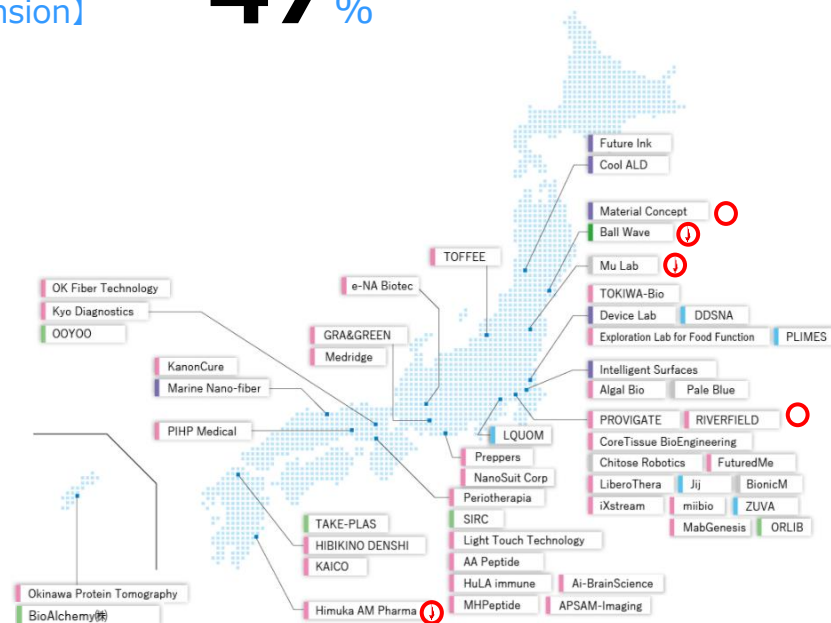 nsion】 47%
Future Ink
Cool ALD
Material Concept
Ball Wave
TOFFEE
Mu Lab
e-NA Biotec
OK Fiber Technology
Kyo Diagnostics
OOYOO
TOKIWA-Bio
Device Lab DDSNA
Exploration Lab for Food Function PLIMES
GRA&GREEN
Medridge
KanonCure
Marine Nano-fiber
Intelligent Surfaces
Algal Bio Pale Blue
PIHP Medical
PROVIGATE RIVERFIELD
LQUOM
CoreTissue BioEngineering
Preppers
Chitose Robotics FuturedMe
NanoSuit Corp
LiberoThera Jij BionicM
Periotherapia
iXstream miibio ZUVA
TAKE-PLAS
SIRC
MabGenesis ORLIB
HIBIKINO DENSHI
Light Touch Technology
KAICO
AA Peptide
Okinawa Protein Tomography
HuLA immune Ai-BrainScience
BioAlchemy㈱
Himuka AM Pharma
MHPeptide APSAM-Imaging